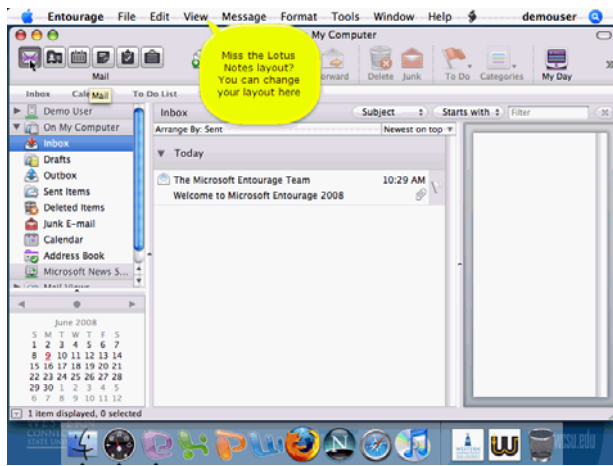 Entourage File Edit View Message Format Tools Window Help demouser
My Computer
Miss the Lotus
Notes layout?
You can change
your layout here
Mail
Forward Delete Junk To Do Categories My Day
Inbox To Do List
Mail
Demo User
On My Computer
Inbox
Drafts
Outbox
Sent Items
Deleted Items
Junk E-mail
Calendar
Address Book
Microsoft News S...
Mail Views
Inbox Subject Starts with Filter
Arrange By: Sent Newest on top
Today
The Microsoft Entourage Team 10:29 AM
Welcome to Microsoft Entourage 2008
June 2008
S M T W T F S
1 2 3 4 5 6 7
8 9 10 11 12 13 14
15 16 17 18 19 20 21
22 23 24 25 26 27 28
29 30 1 2 3 4 5
6 7 8 9 10 11 12
1 item displayed, 0 selected